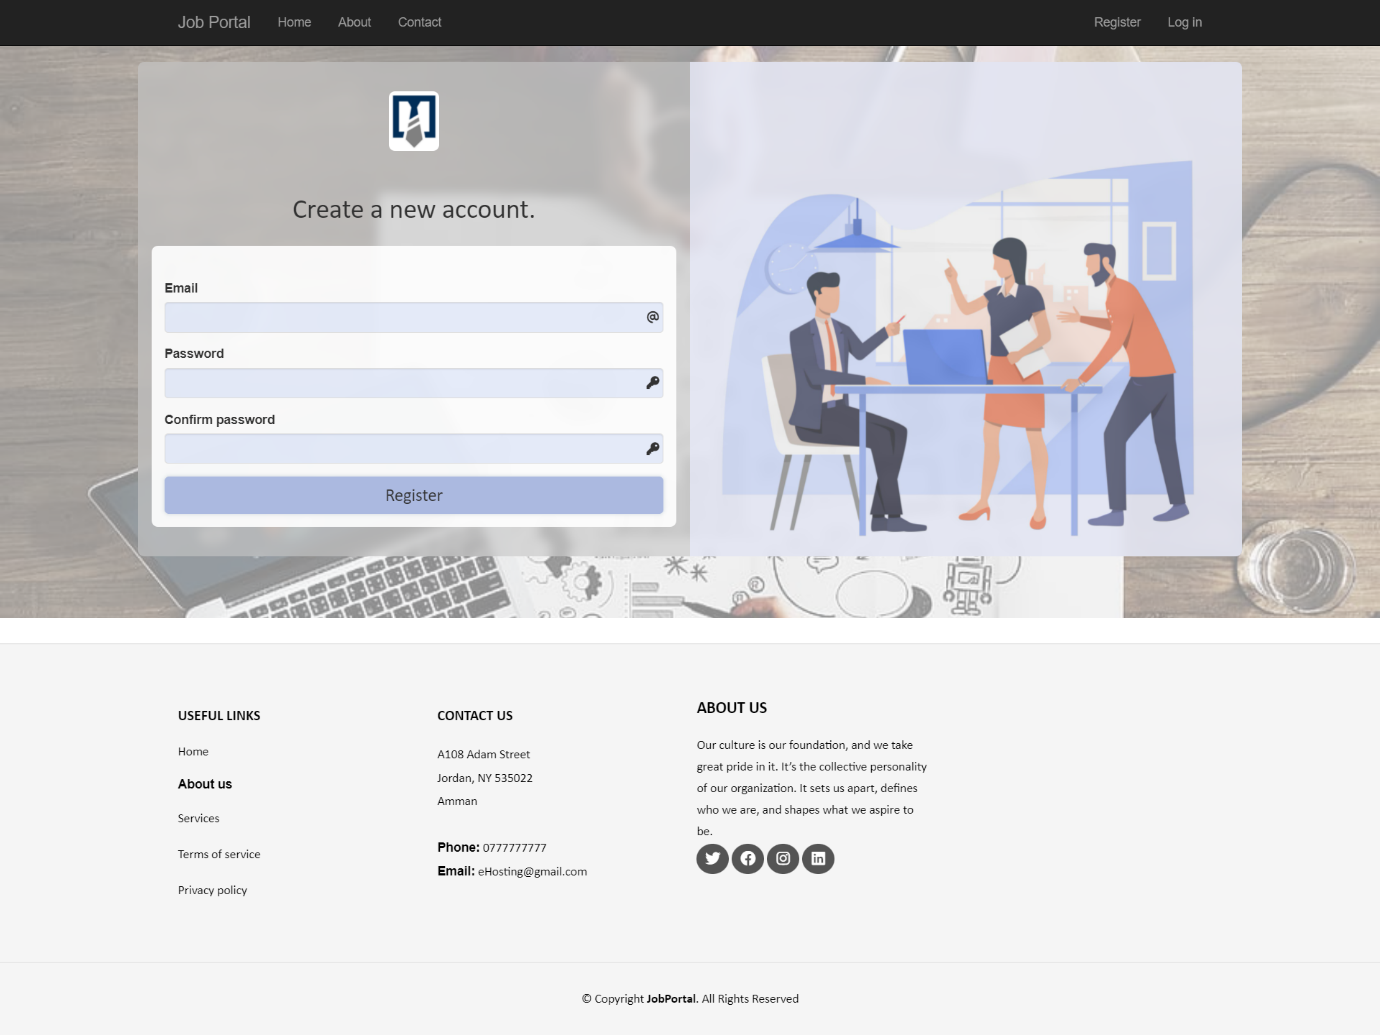 Job Portal Home About Contact Register Log in
Create a new account.
Email
@
Password
Confirm password
Register
USEFUL LINKS
Home
About us
Services
Terms of service
Privacy policy
CONTACT US
A108 Adam Street
Jordan, NY 535022
Amman
Phone: 0777777777
Email: eHosting@gmail.com
ABOUT US
Our culture is our foundation, and we take
great pride in it. It’s the collective personality
of our organization. It sets us apart, defines
who we are, and shapes what we aspire to
be.
© Copyright JobPortal. All Rights Reserved